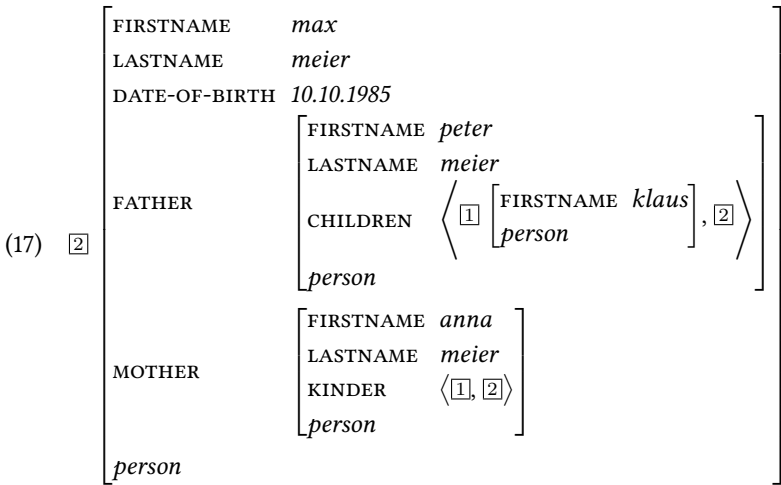 FIRSTNAME max
LASTNAME meier
DATE-OF-BIRTH 10.10.1985
FIRSTNAME peter
LASTNAME meier
FATHER
CHILDREN ⟨ 1 [FIRSTNAME klaus
person], 2 ⟩
person
(17) 2
FIRSTNAME anna
LASTNAME meier
MOTHER
KINDER ⟨1, 2⟩
person
person